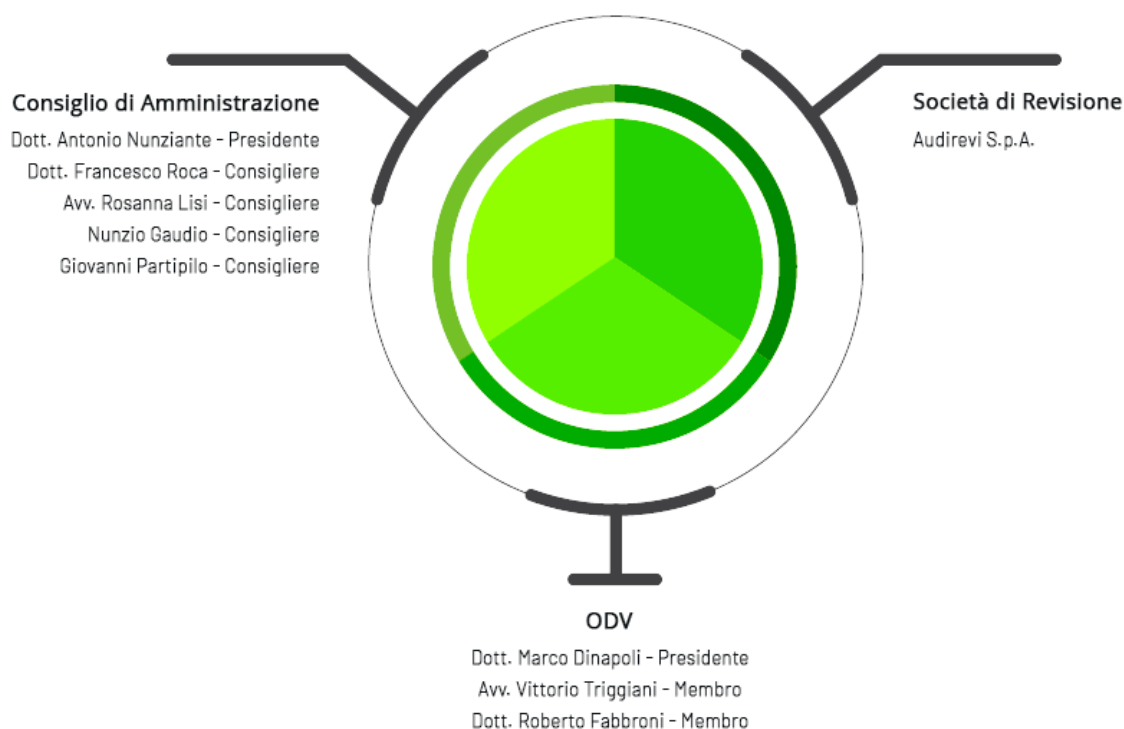 Consiglio di Amministrazione
Dott. Antonio Nunziante - Presidente
Dott. Francesco Roca - Consigliere
Avv. Rosanna Lisi - Consigliere
Nunzio Gaudio - Consigliere
Giovanni Partipilo - Consigliere
Società di Revisione
Audirevi S.p.A.
ODV
Dott. Marco Dinapoli - Presidente
Avv. Vittorio Triggiani - Membro
Dott. Roberto Fabbroni - Membro